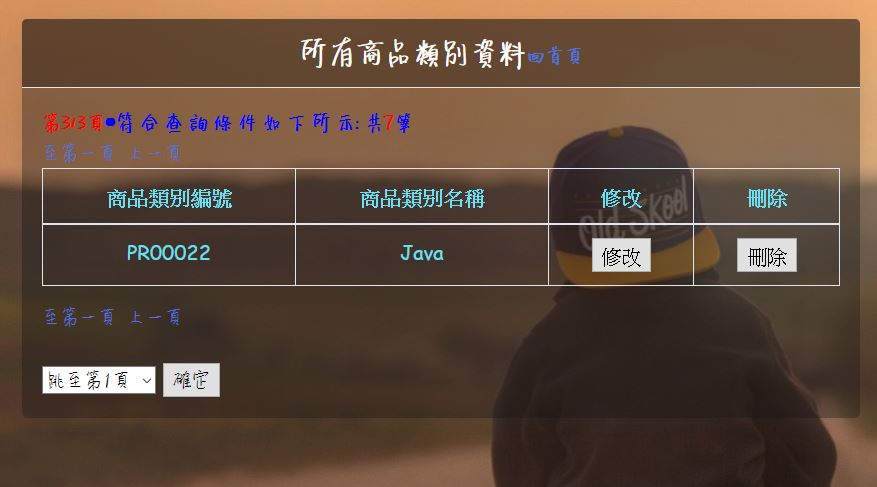 所有商品類別資料回首頁
第3/3頁●符合查詢條件如下所示:共7筆
至第一頁 上一頁
商品類別編號 商品類別名稱 修改 刪除
PR00022 Java 修改 刪除
Old Skool
至第一頁 上一頁
跳至第1頁 確定